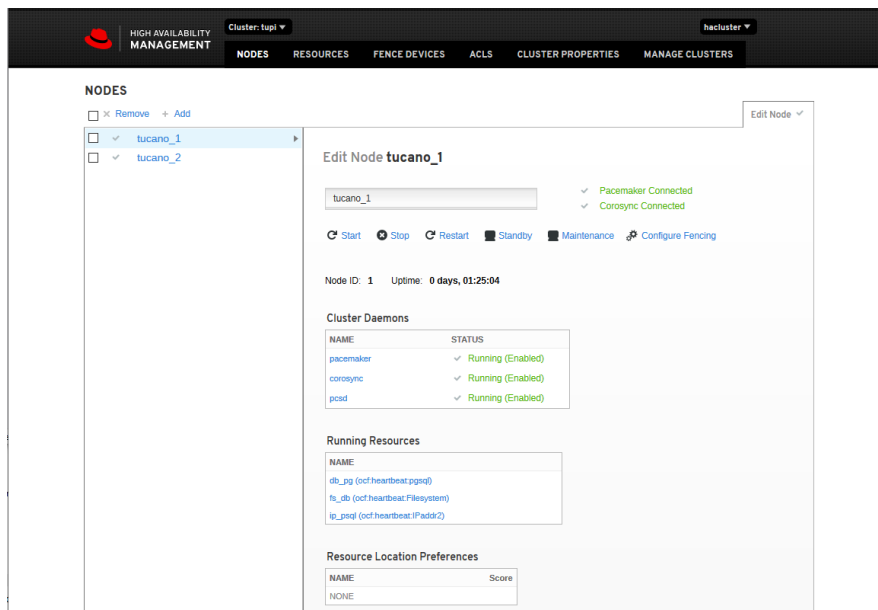 HIGH AVAILABILITY
MANAGEMENT
Cluster: tupi
hacluster
NODES RESOURCES FENCE DEVICES ACLS CLUSTER PROPERTIES MANAGE CLUSTERS
NODES
Remove + Add
Edit Node
tucano_1
tucano_2
Edit Node tucano_1
tucano_1
Pacemaker Connected
Corosync Connected
Start Stop Restart Standby Maintenance Configure Fencing
Node ID: 1 Uptime: 0 days, 01:25:04
Cluster Daemons
NAME STATUS
pacemaker Running (Enabled)
corosync Running (Enabled)
pcsd Running (Enabled)
Running Resources
NAME
db_pg (ocf:heartbeat:pgsql)
fs_db (ocf:heartbeat:Filesystem)
ip_psql (ocf:heartbeat:IPaddr2)
Resource Location Preferences
NAME Score
NONE